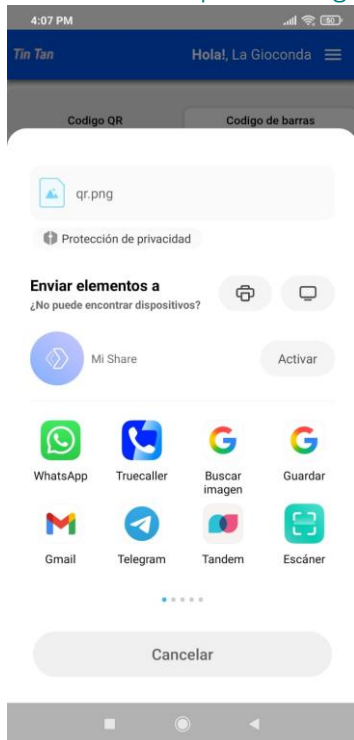 4:07 PM
50
Tin Tan
Hola!, La Gioconda
Codigo QR
Codigo de barras
qr.png
Protección de privacidad
Enviar elementos a
¿No puede encontrar dispositivos?
Mi Share
Activar
WhatsApp
Truecaller
Buscar imagen
Guardar
Gmail
Telegram
Tandem
Escáner
Cancelar